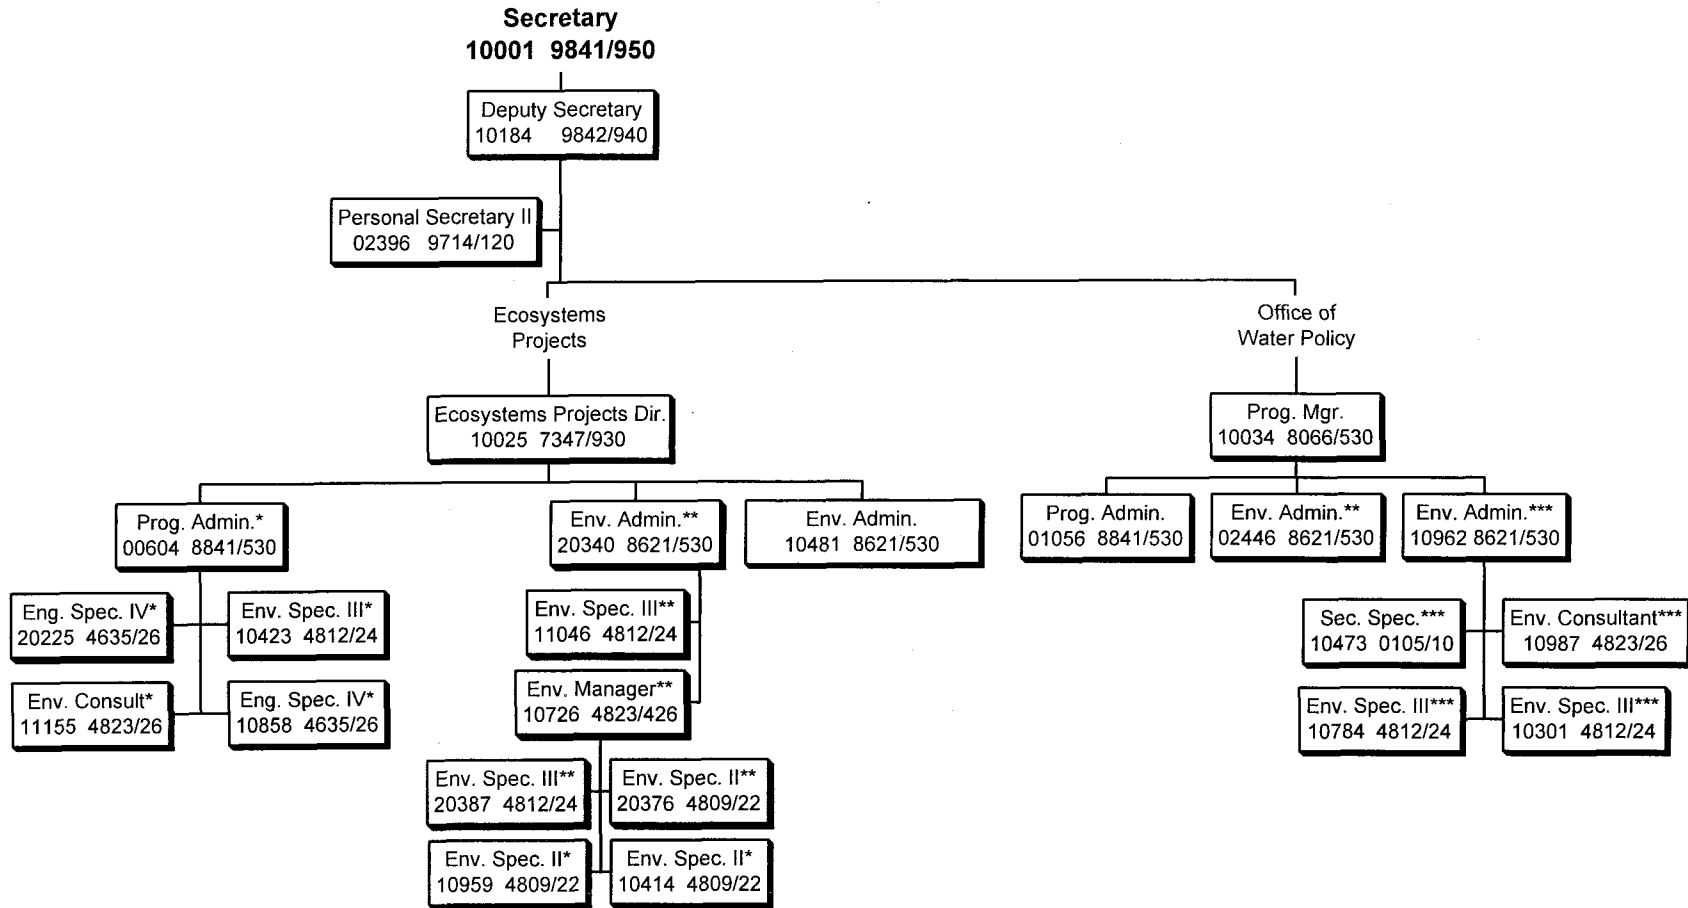 Secretary
10001 9841/950
Deputy Secretary
10184 9842/940
Personal Secretary II
02396 9714/120
Ecosystems
Projects
Office of
Water Policy
Ecosystems Projects Dir.
10025 7347/930
Prog. Mgr.
10034 8066/530
Prog. Admin.*
00604 8841/530
Env. Admin.**
20340 8621/530
Env. Admin.
10481 8621/530
Prog. Admin.
01056 8841/530
Env. Admin.**
02446 8621/530
Env. Admin.***
10962 8621/530
Eng. Spec. IV*
20225 4635/26
Env. Spec. III*
10423 4812/24
Env. Spec. III**
11046 4812/24
Sec. Spec.***
10473 0105/10
Env. Consultant***
10987 4823/26
Env. Consult*
11155 4823/26
Eng. Spec. IV*
10858 4635/26
Env. Manager**
10726 4823/426
Env. Spec. III***
10784 4812/24
Env. Spec. III***
10301 4812/24
Env. Spec. III**
20387 4812/24
Env. Spec. II**
20376 4809/22
Env. Spec. II*
10959 4809/22
Env. Spec. II*
10414 4809/22